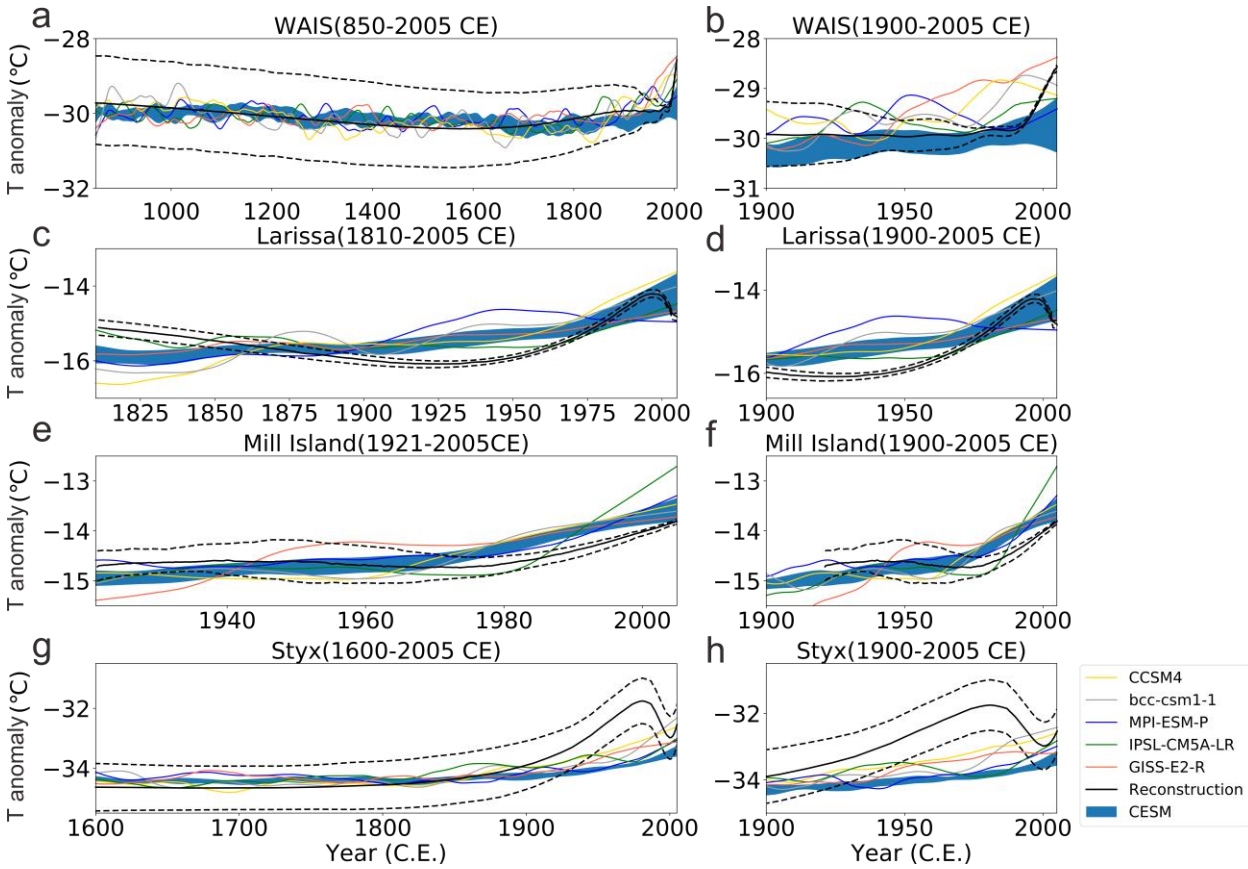 a
WAIS(850-2005 CE)
T anomaly(°C)
−28
−30
−32
1000
1200
1400
1600
1800
2000
b
WAIS(1900-2005 CE)
−28
−29
−30
−31
1900
1950
2000
c
Larissa(1810-2005 CE)
T anomaly(°C)
−14
−16
1825
1850
1875
1900
1925
1950
1975
2000
d
Larissa(1900-2005 CE)
−14
−16
1900
1950
2000
e
Mill Island(1921-2005CE)
T anomaly(°C)
−13
−14
−15
1940
1960
1980
2000
f
Mill Island(1900-2005 CE)
−13
−14
−15
1900
1950
2000
g
Styx(1600-2005 CE)
T anomaly(°C)
−32
−34
1600
1700
1800
1900
2000
Year (C.E.)
h
Styx(1900-2005 CE)
−32
−33
−34
1900
1950
2000
Year (C.E.)
CCSM4
bcc-csm1-1
MPI-ESM-P
IPSL-CM5A-LR
GISS-E2-R
Reconstruction
CESM